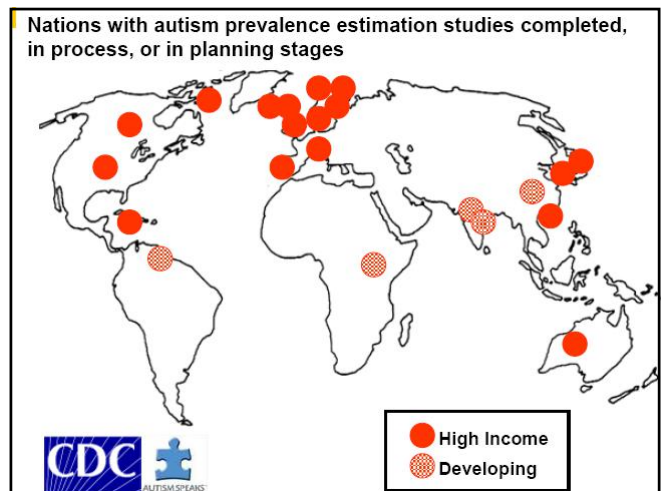 Nations with autism prevalence estimation studies completed,
in process, or in planning stages
High Income
Developing
CDC
AUTISM SPEAKS